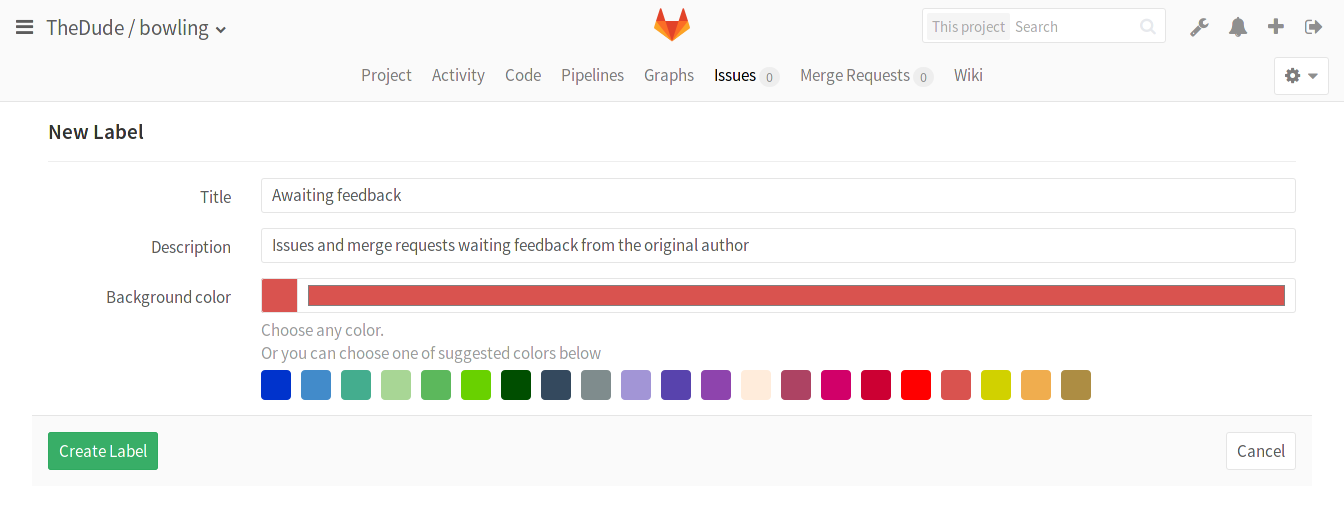 TheDude / bowling
This project Search
Project Activity Code Pipelines Graphs Issues 0 Merge Requests 0 Wiki
New Label
Title Awaiting feedback
Description Issues and merge requests waiting feedback from the original author
Background color
Choose any color.
Or you can choose one of suggested colors below
Create Label Cancel